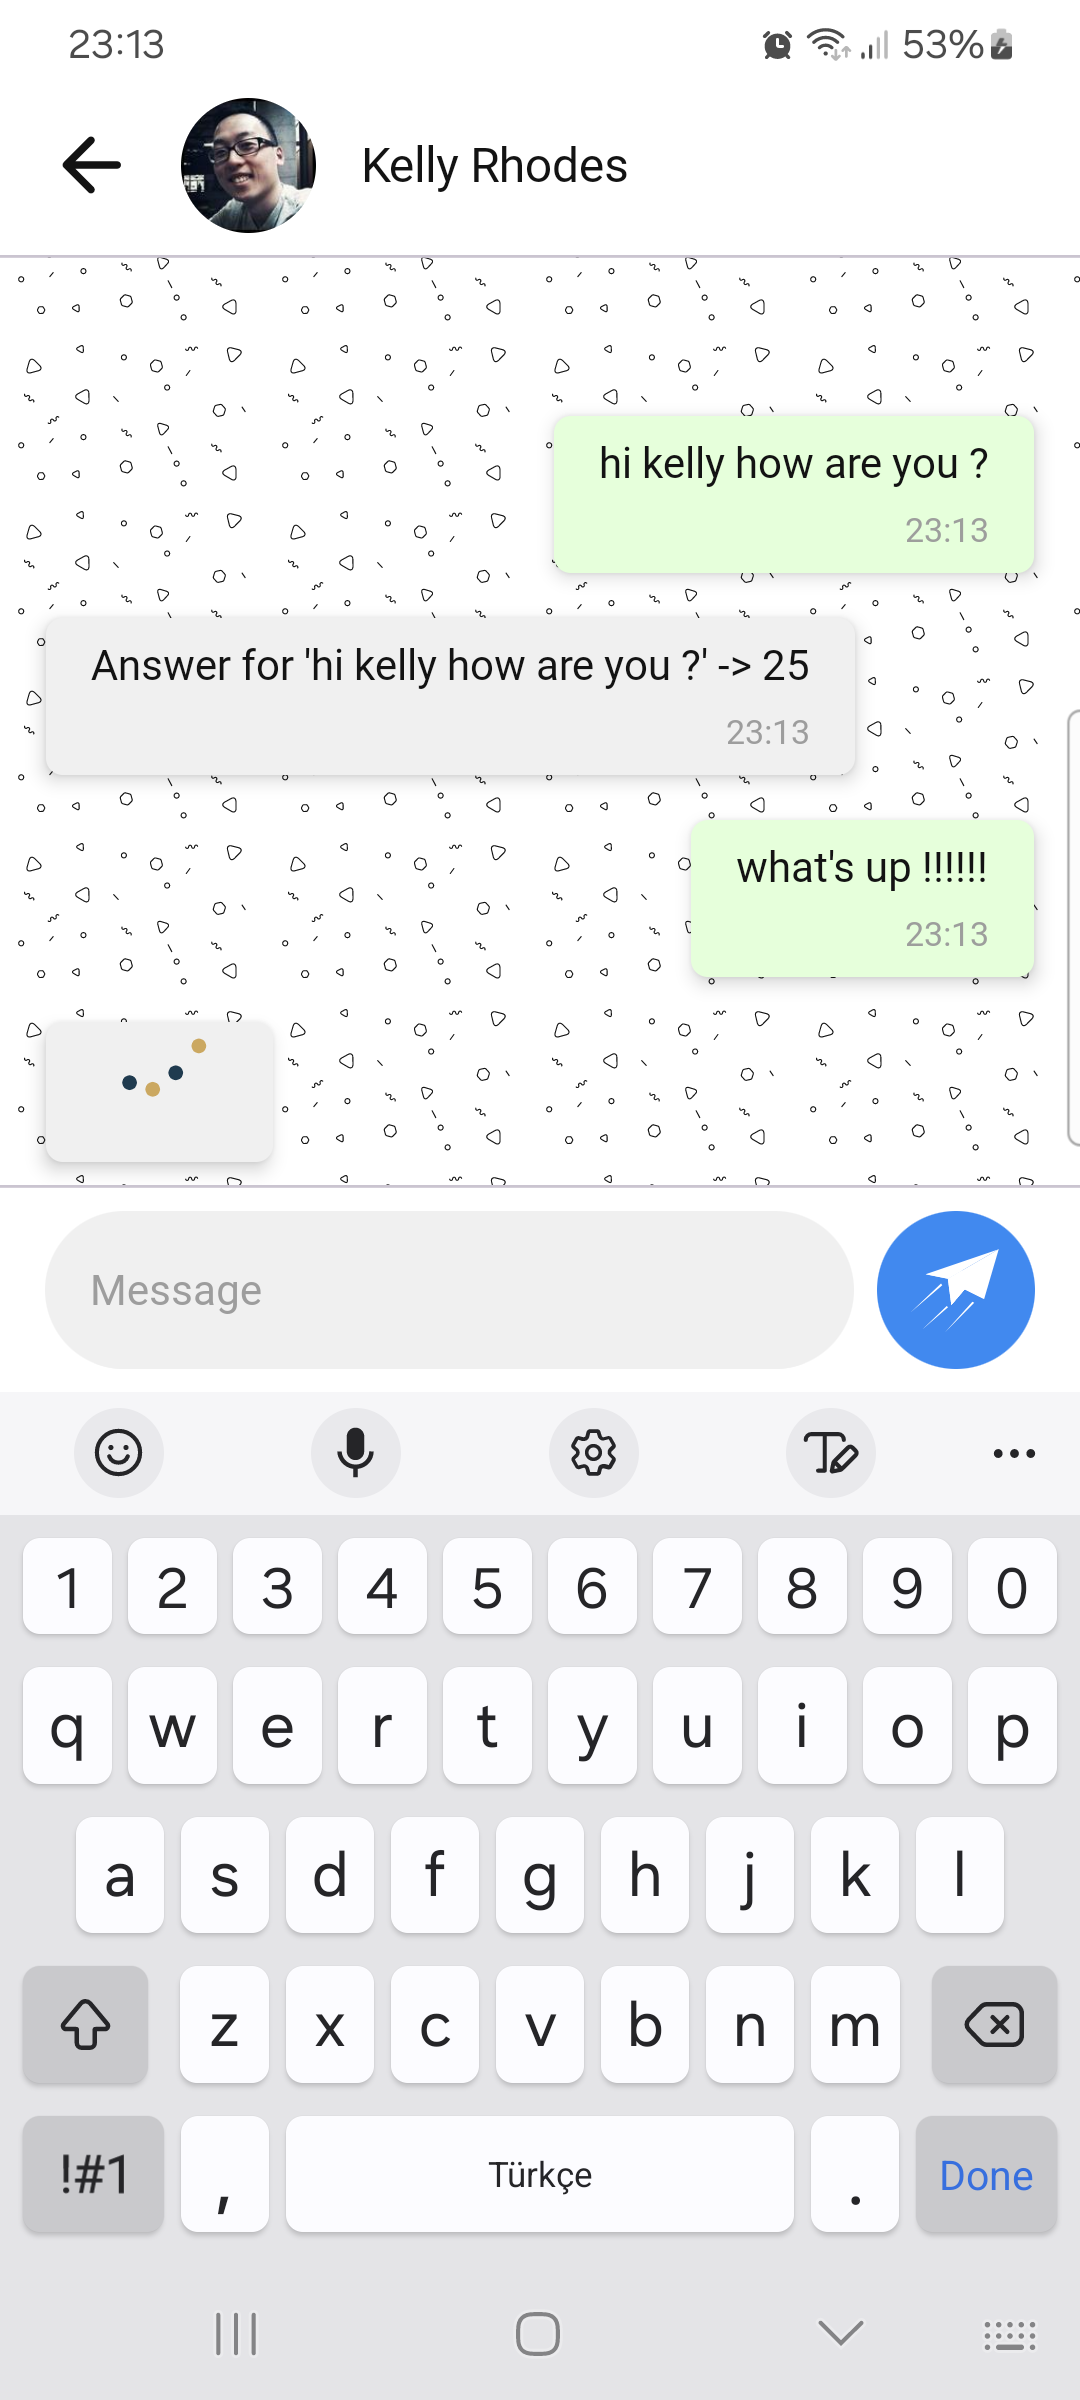 23:13
53%
Kelly Rhodes
hi kelly how are you ?
23:13
Answer for 'hi kelly how are you ?' -> 25
23:13
what's up !!!!!!
23:13
Message
1 2 3 4 5 6 7 8 9 0
q w e r t y u i o p
a s d f g h j k l
z x c v b n m
!#1 , Türkçe . Done